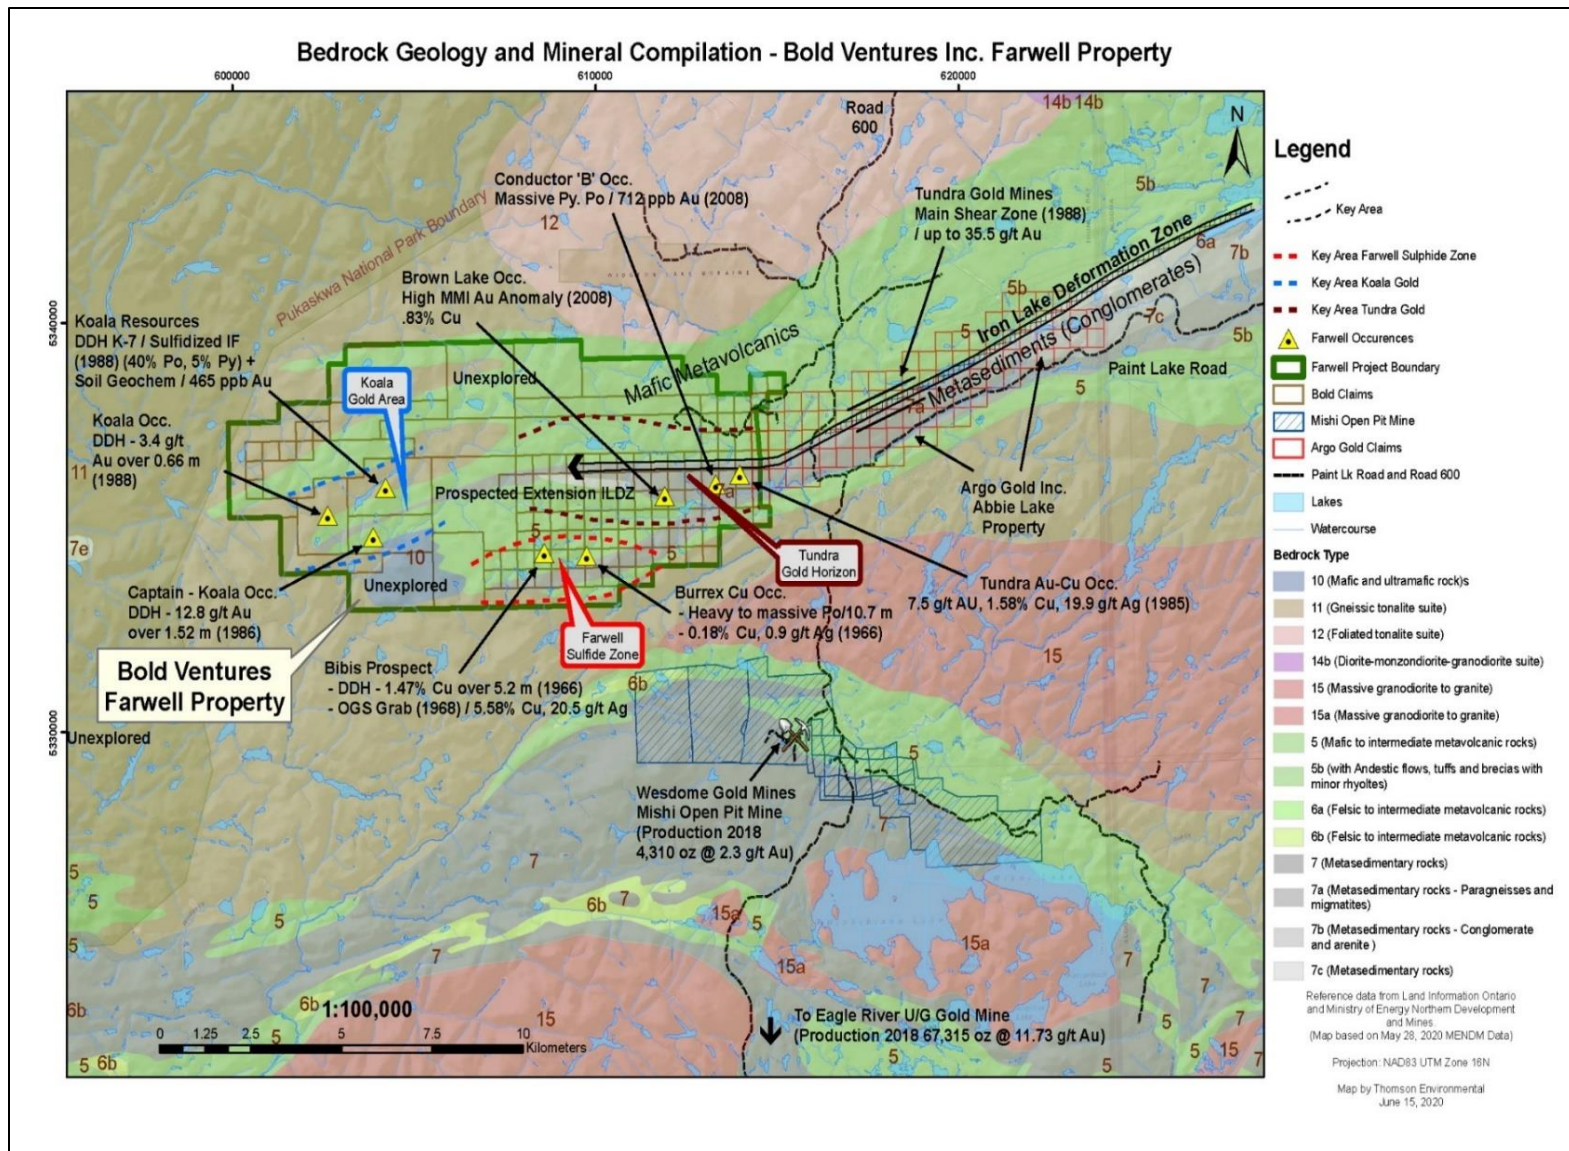 Bedrock Geology and Mineral Compilation - Bold Ventures Inc. Farwell Property
600000
610000
620000
5340000
5330000
14b 14b
Road
600
N
5b
12
Pukaskwa National Park Boundary
Conductor 'B' Occ.
Massive Py. Po / 712 ppb Au (2008)
Tundra Gold Mines
Main Shear Zone (1988)
/ up to 35.5 g/t Au
Iron Lake Deformation Zone
Metasediments (Conglomerates)
6a
7b
5b
7c
5b
5
7a
5
Brown Lake Occ.
High MMI Au Anomaly (2008)
.83% Cu
Koala Resources
DDH K-7 / Sulfidized IF
(1988) (40% Po, 5% Py) +
Soil Geochem / 465 ppb Au
Koala
Gold Area
Unexplored
Mafic Metavolcanics
Paint Lake Road
Koala Occ.
DDH - 3.4 g/t
Au over 0.66 m
(1988)
11
Prospected Extension ILDZ
Argo Gold Inc.
Abbie Lake
Property
7e
10
5
5
Unexplored
Tundra
Gold Horizon
Captain - Koala Occ.
DDH - 12.8 g/t Au
over 1.52 m (1986)
Burrex Cu Occ.
- Heavy to massive Po/10.7 m
- 0.18% Cu, 0.9 g/t Ag (1966)
Tundra Au-Cu Occ.
7.5 g/t AU, 1.58% Cu, 19.9 g/t Ag (1985)
Farwell
Sulfide Zone
Bold Ventures
Farwell Property
Bibis Prospect
- DDH - 1.47% Cu over 5.2 m (1966)
- OGS Grab (1968) / 5.58% Cu, 20.5 g/t Ag
6b
15
Unexplored
5
Wesdome Gold Mines
Mishi Open Pit Mine
(Production 2018
4,310 oz @ 2.3 g/t Au)
7
7
5
5
5
5
6b
7
15a
5
15a
15a
7
5
7
7
6b
6b
15
1:100,000
5
5
15
7
5
5
6b
0
1.25
2.5
5
7.5
10
Kilometers
To Eagle River U/G Gold Mine
(Production 2018 67,315 oz @ 11.73 g/t Au)
Legend
Key Area
Key Area Farwell Sulphide Zone
Key Area Koala Gold
Key Area Tundra Gold
Farwell Occurences
Farwell Project Boundary
Bold Claims
Mishi Open Pit Mine
Argo Gold Claims
Paint Lk Road and Road 600
Lakes
Watercourse
Bedrock Type
10 (Mafic and ultramafic rock)s
11 (Gneissic tonalite suite)
12 (Foliated tonalite suite)
14b (Diorite-monzondiorite-granodiorite suite)
15 (Massive granodiorite to granite)
15a (Massive granodiorite to granite)
5 (Mafic to intermediate metavolcanic rocks)
5b (with Andestic flows, tuffs and brecias with
minor rhyoltes)
6a (Felsic to intermediate metavolcanic rocks)
6b (Felsic to intermediate metavolcanic rocks)
7 (Metasedimentary rocks)
7a (Metasedimentary rocks - Paragneisses and
migmatites)
7b (Metasedimentary rocks - Conglomerate
and arenite )
7c (Metasedimentary rocks)
Reference data from Land Information Ontario
and Ministry of Energy Northern Development
and Mines.
(Map based on May 28, 2020 MENDM Data)
Projection: NAD83 UTM Zone 16N
Map by Thomson Environmental
June 15, 2020